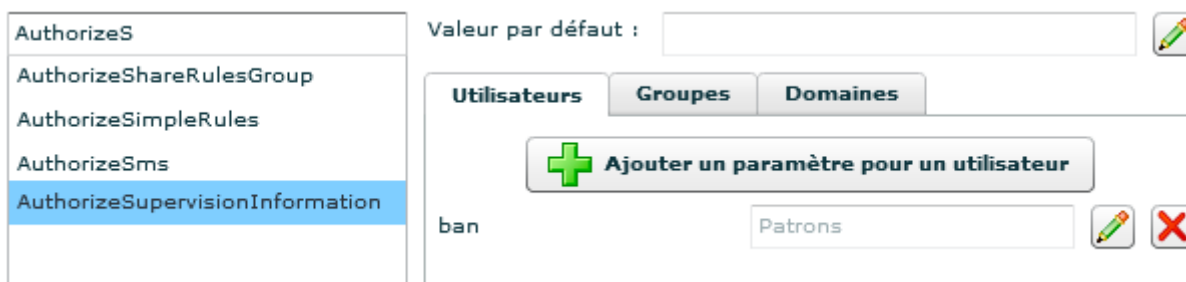 AuthorizeS
AuthorizeShareRulesGroup
AuthorizeSimpleRules
AuthorizeSms
AuthorizeSupervisionInformation
Valeur par défaut :
Utilisateurs Groupes Domaines
Ajouter un paramètre pour un utilisateur
ban Patrons